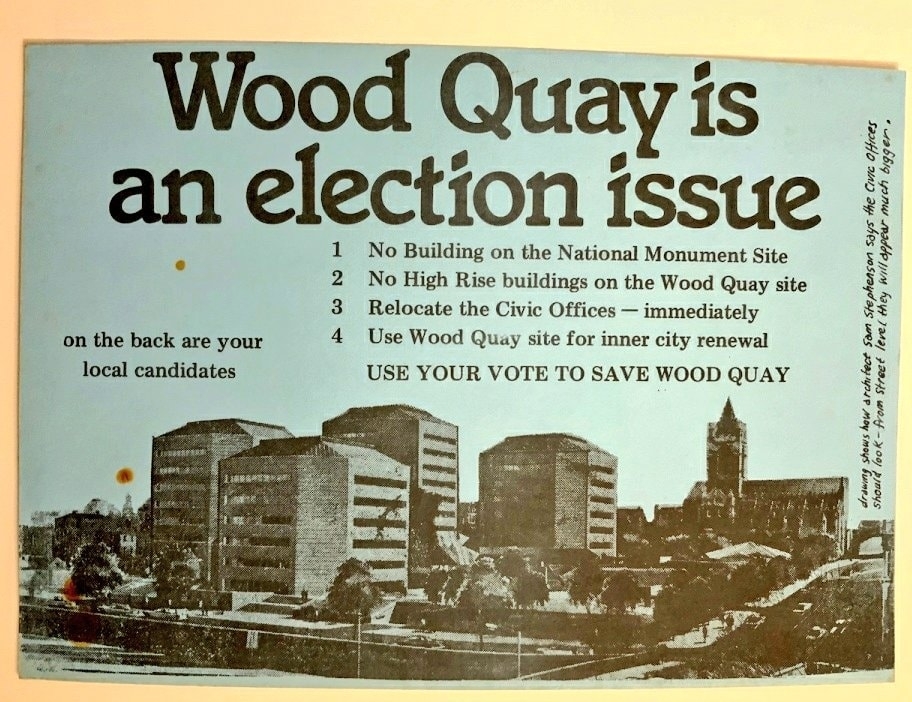 Wood Quay is
an election issue
1 No Building on the National Monument Site
2 No High Rise buildings on the Wood Quay site
3 Relocate the Civic Offices — immediately
4 Use Wood Quay site for inner city renewal
USE YOUR VOTE TO SAVE WOOD QUAY
on the back are your
local candidates
drawing shows how architect Sam Stephenson says the Civic Offices
should look – from street level they will appear much bigger.